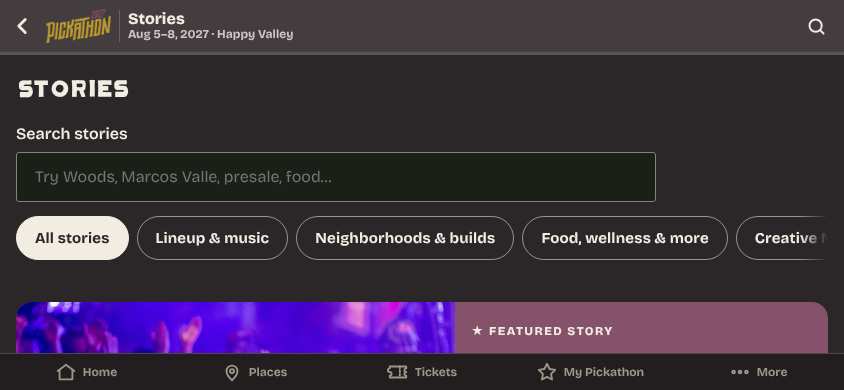 PICKATHON
Stories
Aug 5–8, 2027 · Happy Valley
STORIES
Search stories
Try Woods, Marcos Valle, presale, food...
All stories
Lineup & music
Neighborhoods & builds
Food, wellness & more
Creative
★ FEATURED STORY
Home
Places
Tickets
My Pickathon
More